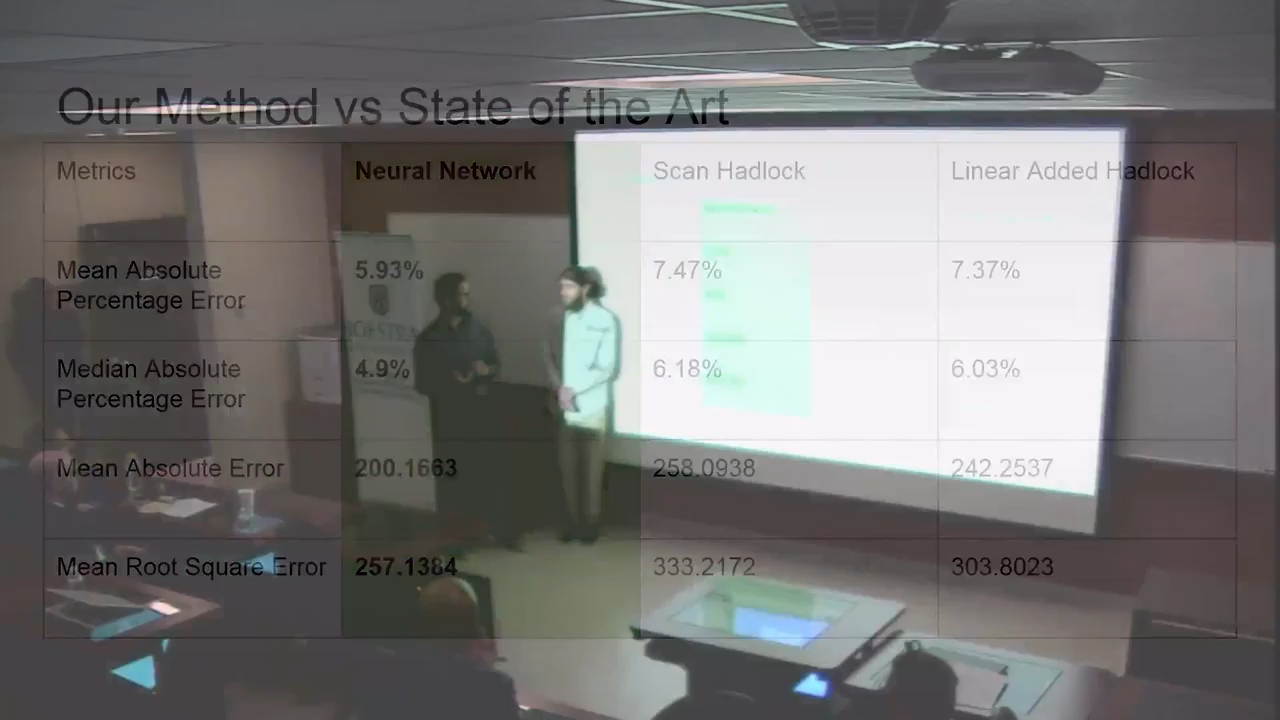 Our Method vs State of the Art
Metrics Neural Network Scan Hadlock Linear Added Hadlock
Mean Absolute Percentage Error 5.93% 7.47% 7.37%
Median Absolute Percentage Error 4.9% 6.18% 6.03%
Mean Absolute Error 200.1663 258.0938 242.2537
Mean Root Square Error 257.1384 333.2172 303.8023